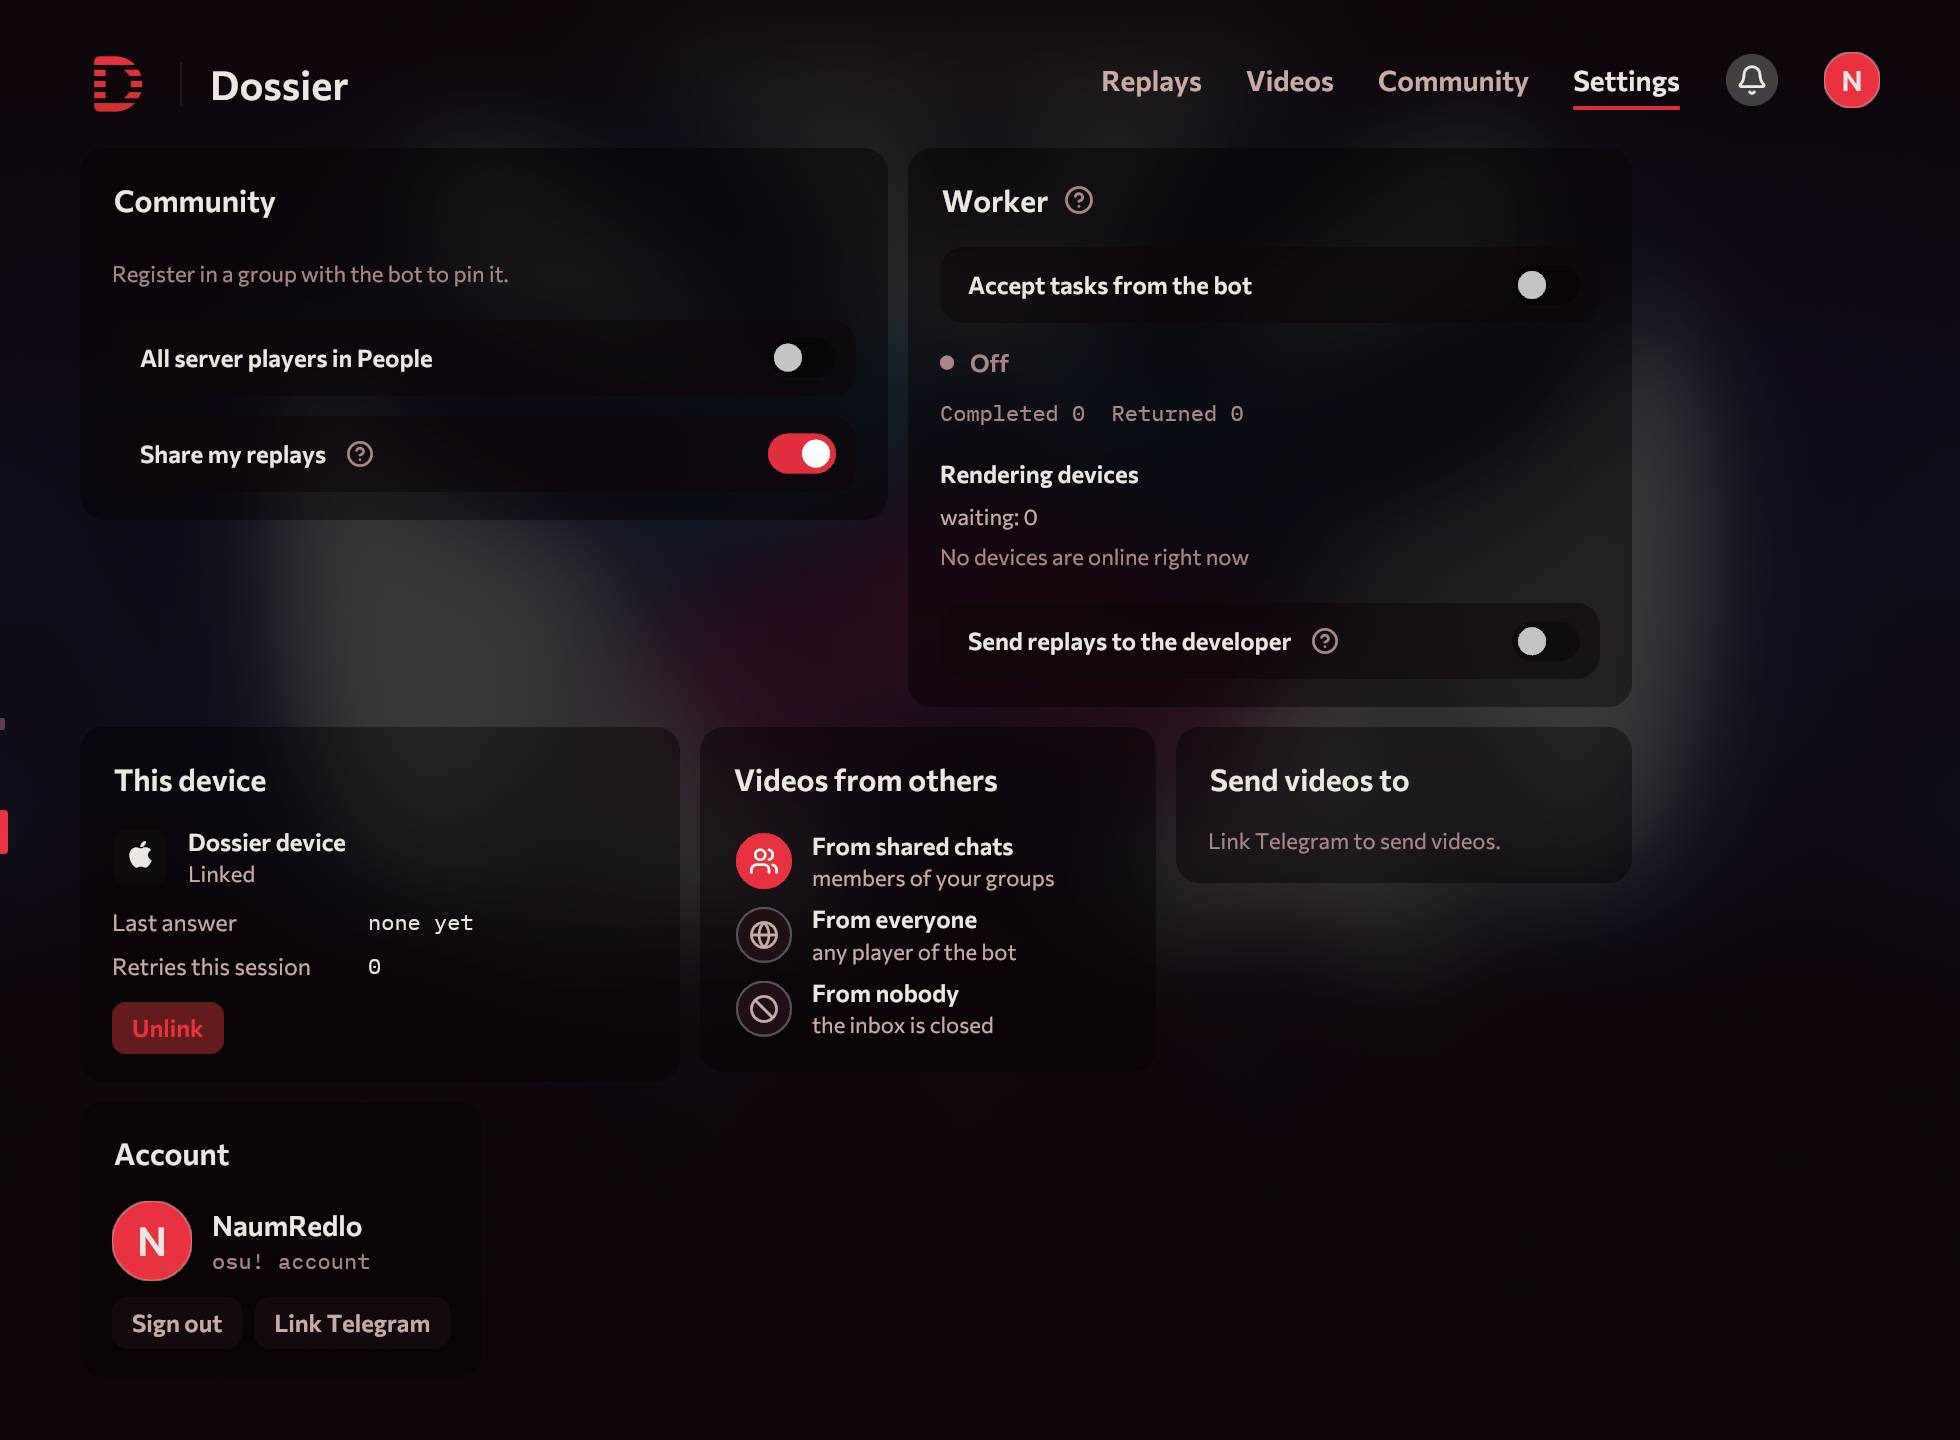 Dossier
Replays
Videos
Community
Settings
N
Community
Register in a group with the bot to pin it.
All server players in People
Share my replays
Worker
Accept tasks from the bot
Off
Completed 0 Returned 0
Rendering devices
waiting: 0
No devices are online right now
Send replays to the developer
This device
Dossier device
Linked
Last answer none yet
Retries this session 0
Unlink
Videos from others
From shared chats
members of your groups
From everyone
any player of the bot
From nobody
the inbox is closed
Send videos to
Link Telegram to send videos.
Account
N
NaumRedlo
osu! account
Sign out
Link Telegram